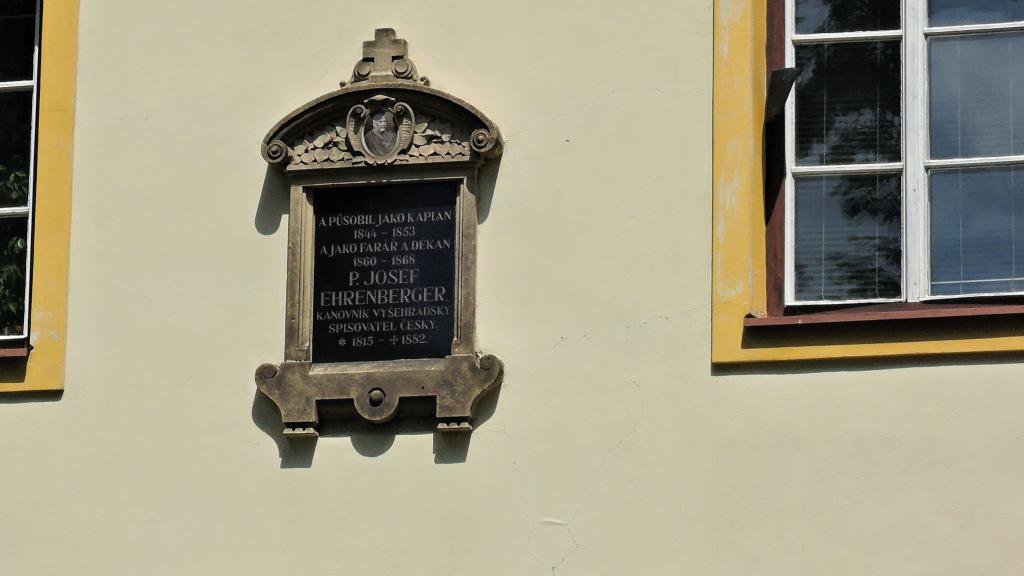 A PŮSOBIL JAKO KAPLAN
1844 - 1853
A JAKO FARÁŘ A DĚKAN
1860 - 1868
P. JOSEF
EHRENBERGER
KANOVNÍK VYŠEHRADSKÝ
SPISOVATEL ČESKÝ.
* 1815 - ✝ 1882.